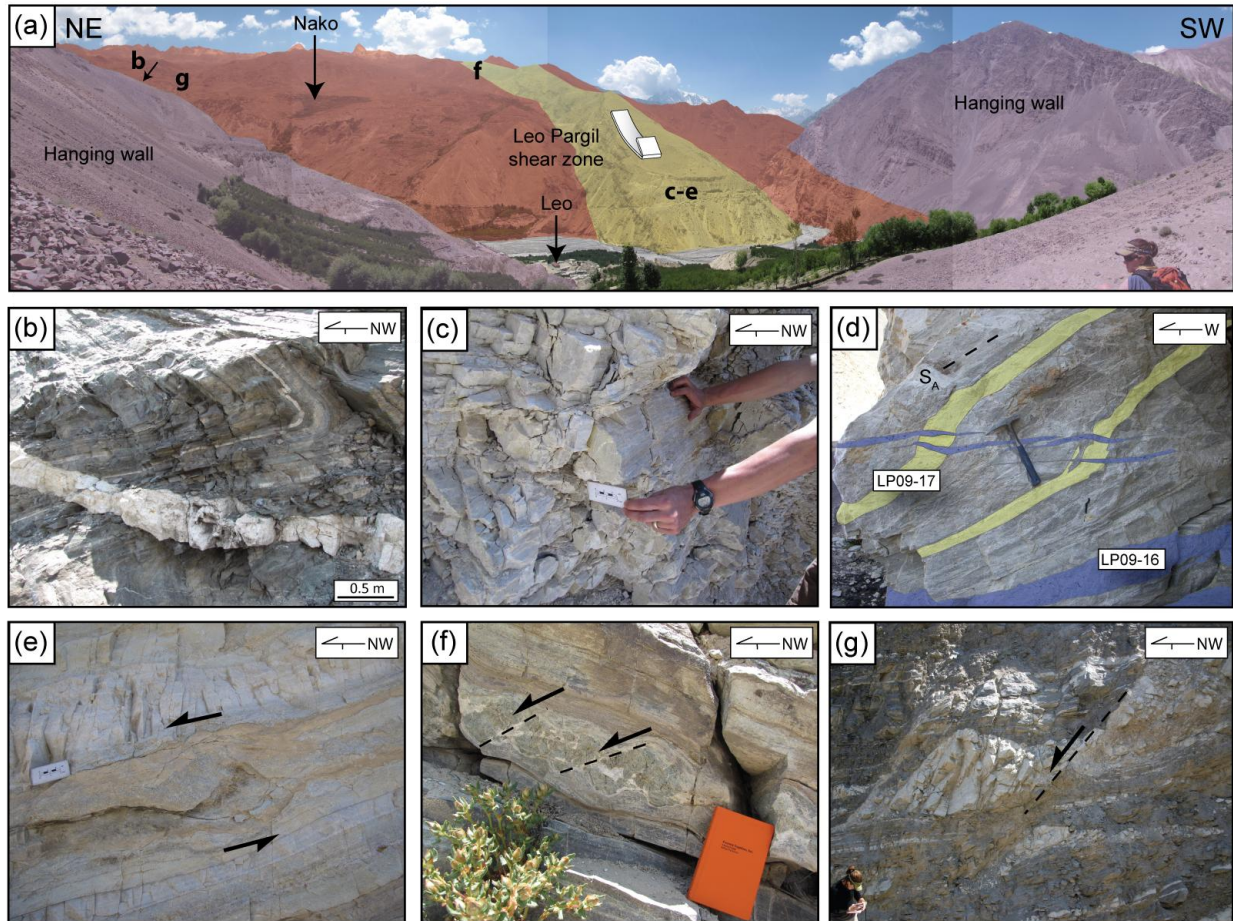 (a)
NE
SW
Nako
b
g
f
Hanging wall
Hanging wall
Leo Pargil
shear zone
c-e
Leo
(b)
NW
0.5 m
(c)
NW
(d)
W
SA
LP09-17
LP09-16
(e)
NW
(f)
NW
(g)
NW